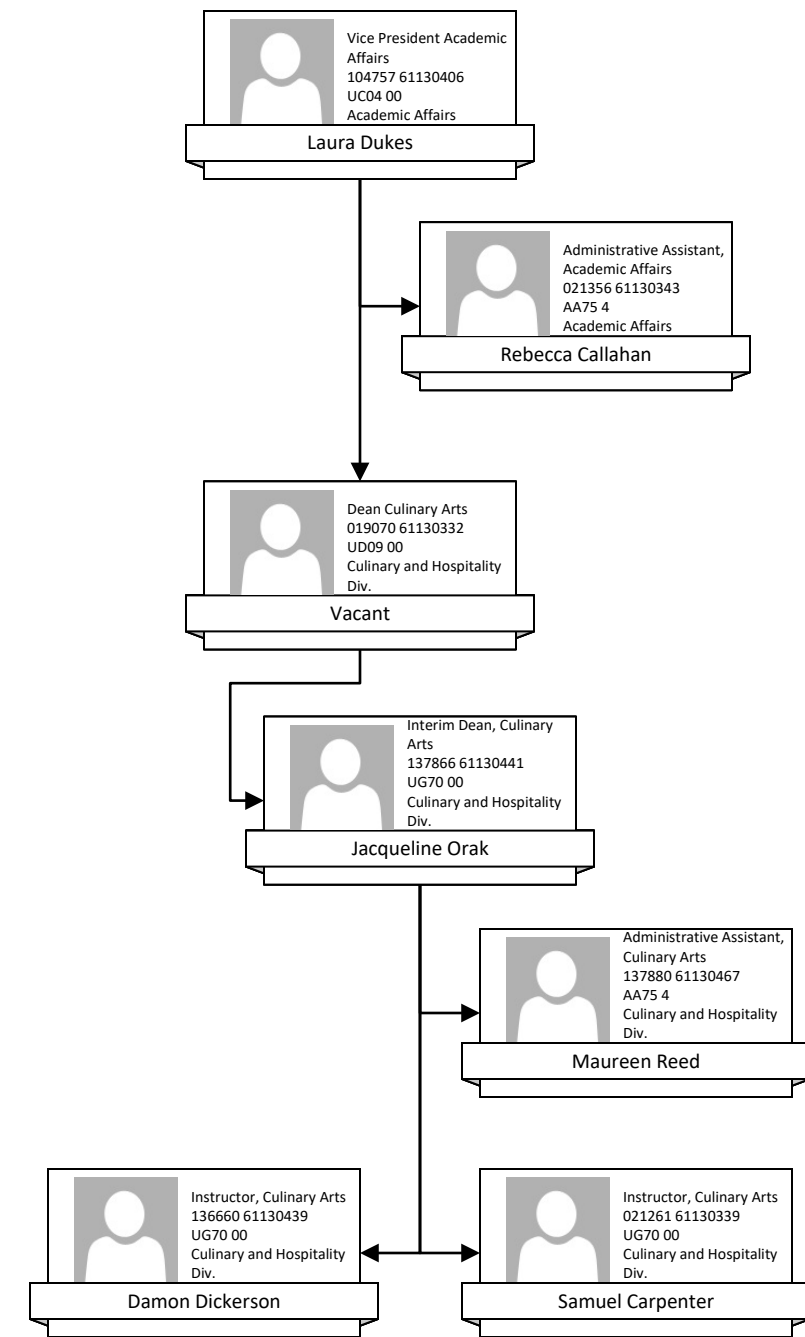 Vice President Academic
Affairs
104757 61130406
UC04 00
Academic Affairs
Laura Dukes
Administrative Assistant,
Academic Affairs
021356 61130343
AA75 4
Academic Affairs
Rebecca Callahan
Dean Culinary Arts
019070 61130332
UD09 00
Culinary and Hospitality
Div.
Vacant
Interim Dean, Culinary
Arts
137866 61130441
UG70 00
Culinary and Hospitality
Div.
Jacqueline Orak
Administrative Assistant,
Culinary Arts
137880 61130467
AA75 4
Culinary and Hospitality
Div.
Maureen Reed
Instructor, Culinary Arts
136660 61130439
UG70 00
Culinary and Hospitality
Div.
Damon Dickerson
Instructor, Culinary Arts
021261 61130339
UG70 00
Culinary and Hospitality
Div.
Samuel Carpenter